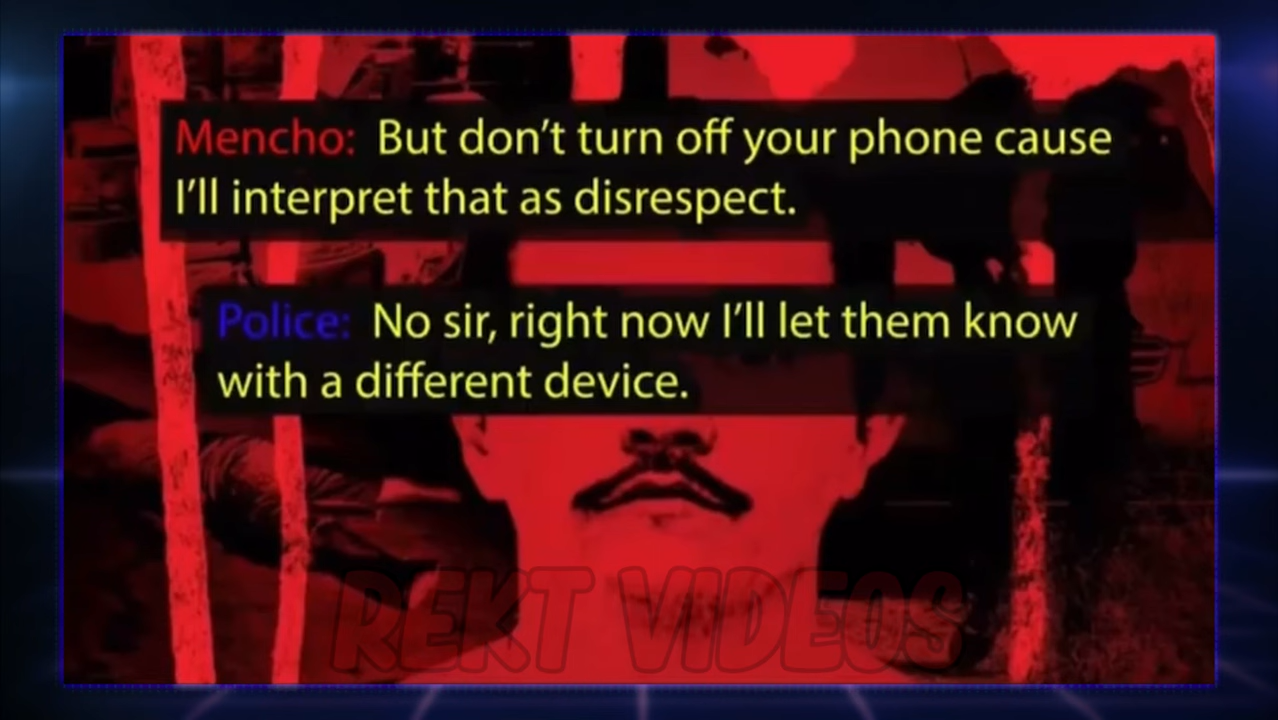 Mencho: But don't turn off your phone cause
I'll interpret that as disrespect.
Police: No sir, right now I'll let them know
with a different device.
REKT VIDEOS